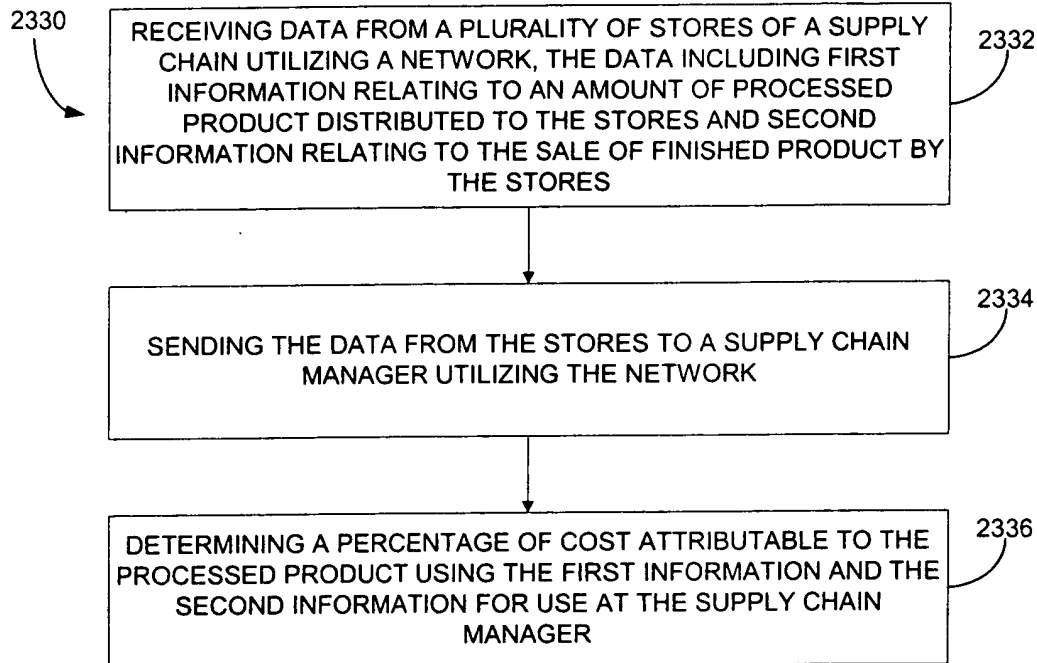 2330
RECEIVING DATA FROM A PLURALITY OF STORES OF A SUPPLY
CHAIN UTILIZING A NETWORK, THE DATA INCLUDING FIRST
INFORMATION RELATING TO AN AMOUNT OF PROCESSED
PRODUCT DISTRIBUTED TO THE STORES AND SECOND
INFORMATION RELATING TO THE SALE OF FINISHED PRODUCT BY
THE STORES
2332
SENDING THE DATA FROM THE STORES TO A SUPPLY CHAIN
MANAGER UTILIZING THE NETWORK
2334
DETERMINING A PERCENTAGE OF COST ATTRIBUTABLE TO THE
PROCESSED PRODUCT USING THE FIRST INFORMATION AND THE
SECOND INFORMATION FOR USE AT THE SUPPLY CHAIN
MANAGER
2336